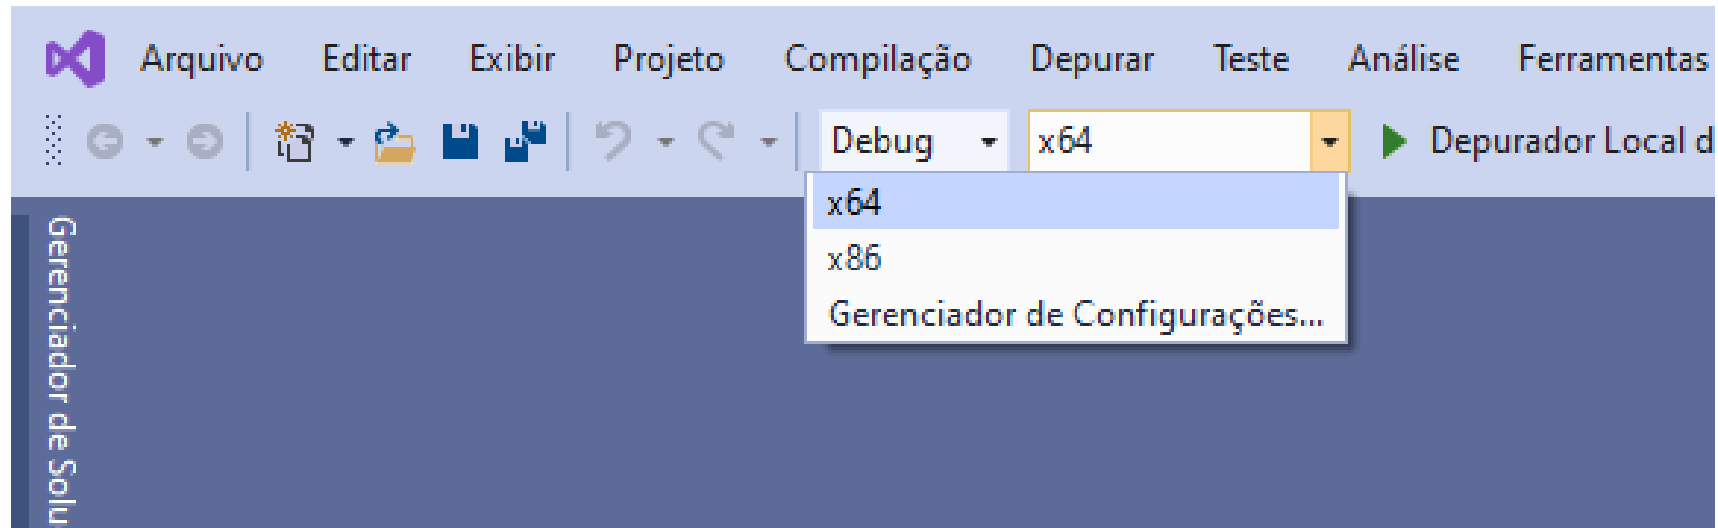 Arquivo Editar Exibir Projeto Compilação Depurar Teste Análise Ferramentas
Debug x64 Depurador Local d
x64
x86
Gerenciador de Configurações...
Gerenciador de Solu